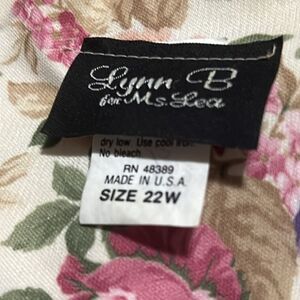 Lynn B
for Ms. Lea
dry low. Use cool iron.
No bleach
RN 48389
MADE IN U.S.A.
SIZE 22W